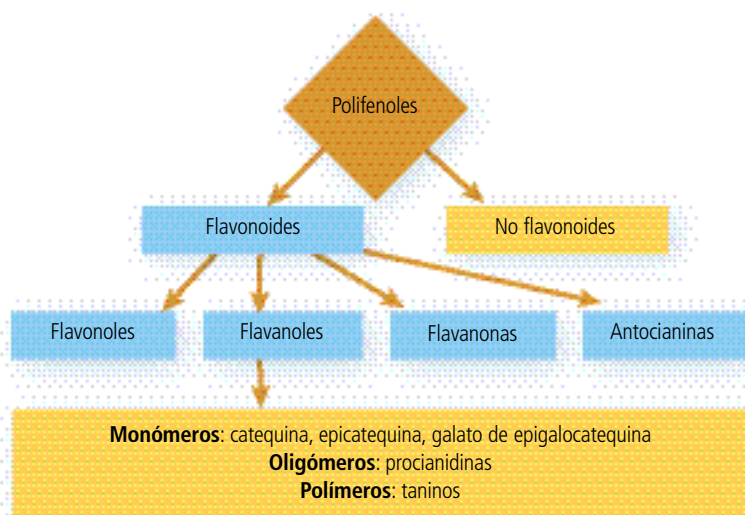 Polifenoles
Flavonoides
No flavonoides
Flavonoles
Flavanoles
Flavanonas
Antocianinas
Monómeros: catequina, epicatequina, galato de epigalocatequina
Oligómeros: procianidinas
Polímeros: taninos